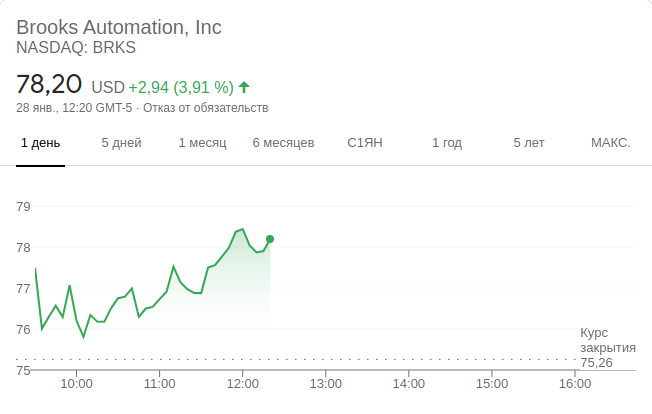 Brooks Automation, Inc
NASDAQ: BRKS
78,20 USD +2,94 (3,91 %)
28 янв., 12:20 GMT-5 · Отказ от обязательств
1 день 5 дней 1 месяц 6 месяцев С1ЯН 1 год 5 лет МАКС.
79
78
77
76
75
Курс
закрытия
75,26
10:00 11:00 12:00 13:00 14:00 15:00 16:00